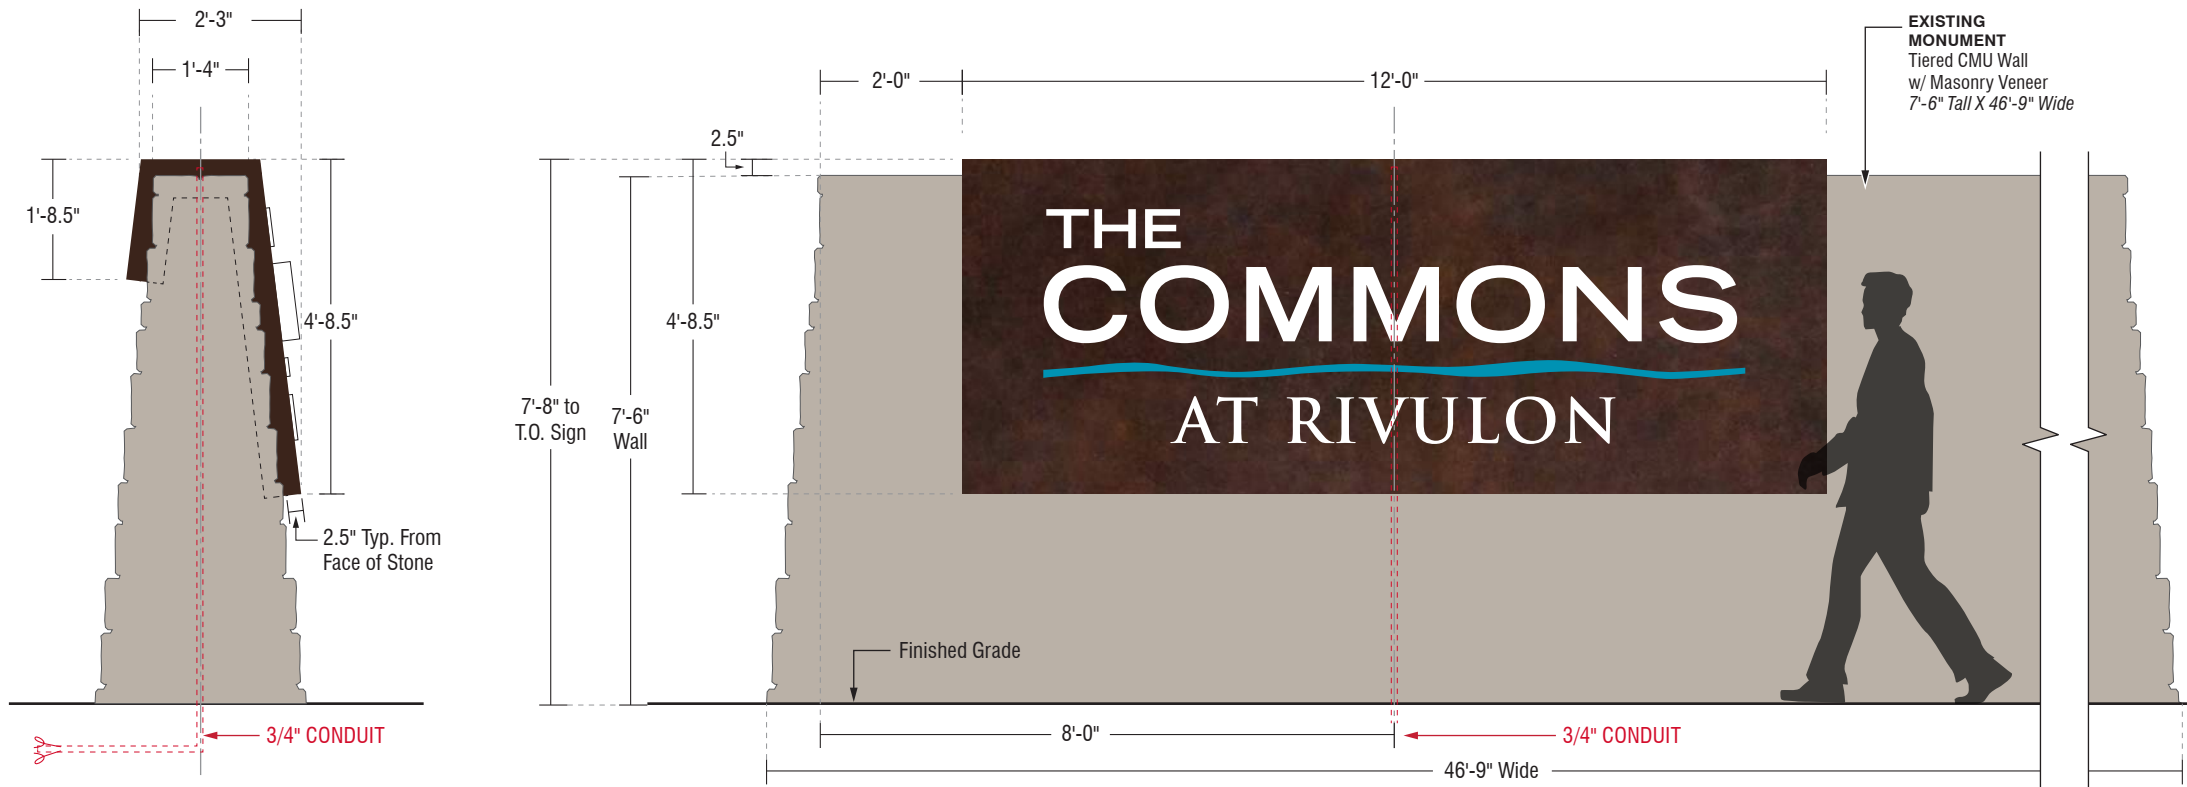 2'-3"
1'-4"
1'-8.5"
4'-8.5"
2.5" Typ. From
Face of Stone
3/4" CONDUIT
2'-0"
12'-0"
2.5"
4'-8.5"
7'-8" to
T.O. Sign
7'-6"
Wall
THE
COMMONS
AT RIVULON
EXISTING
MONUMENT
Tiered CMU Wall
w/ Masonry Veneer
7'-6" Tall X 46'-9" Wide
Finished Grade
8'-0"
3/4" CONDUIT
46'-9" Wide